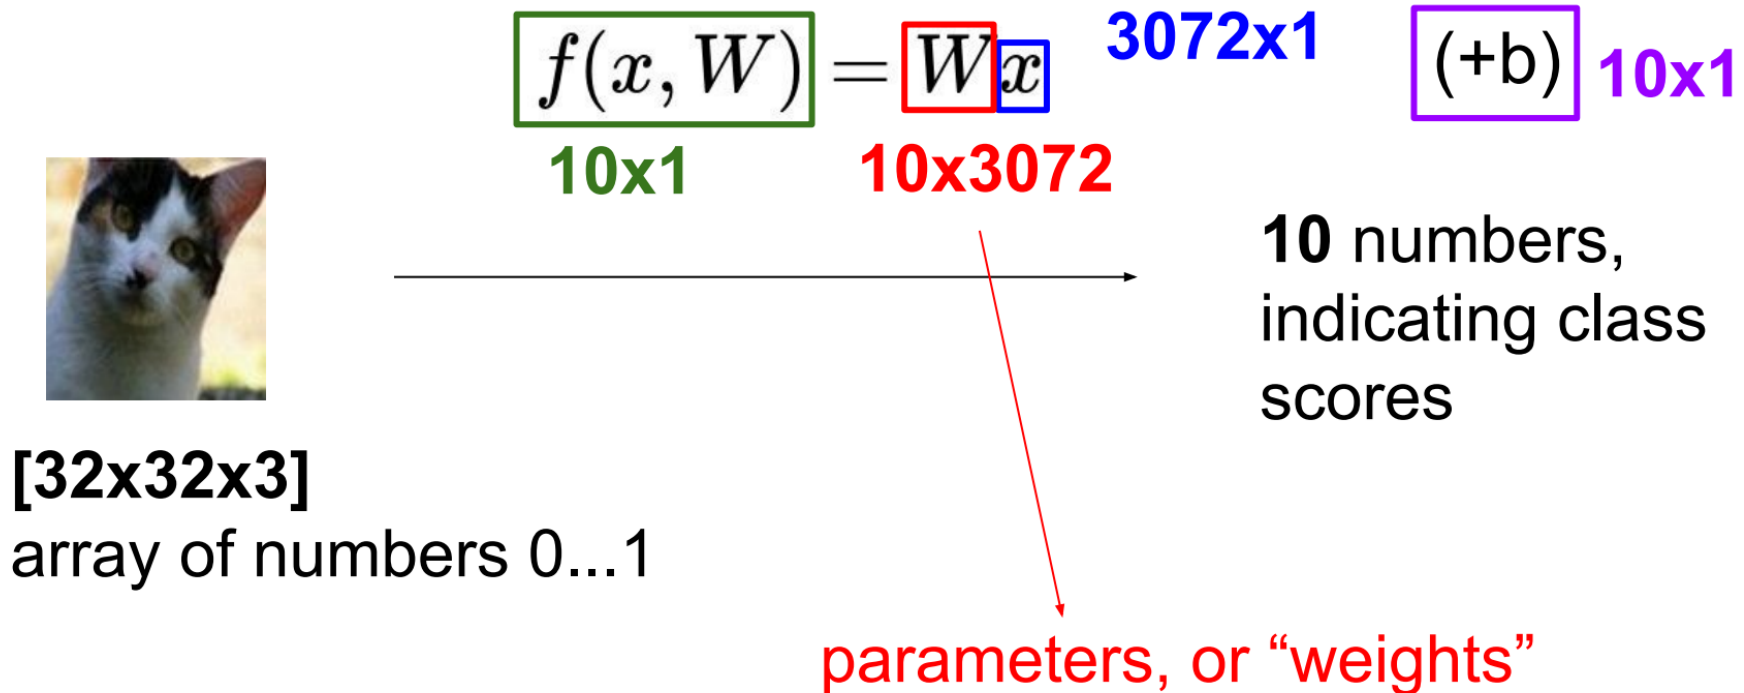 f(x, W) = Wx
3072x1
(+b)
10x1
10x1
10x3072
10 numbers,
indicating class
scores
[32x32x3]
array of numbers 0...1
parameters, or “weights”